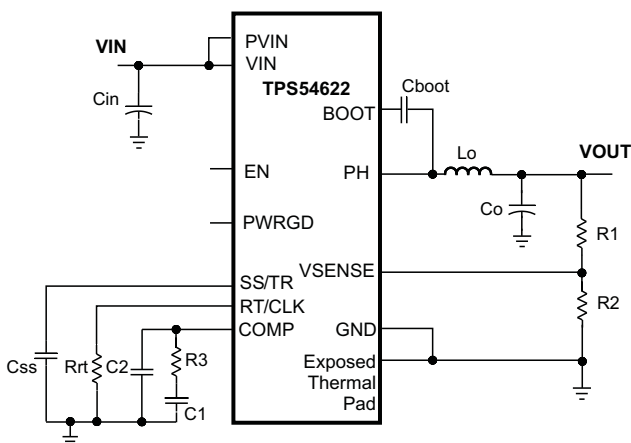 VIN
PVIN
VIN
TPS54622
Cboot
Cin
BOOT
Lo
VOUT
EN
PH
Co
PWRGD
R1
VSENSE
SS/TR
R2
RT/CLK
COMP
GND
Css
Rrt
C2
R3
Exposed
Thermal
Pad
C1